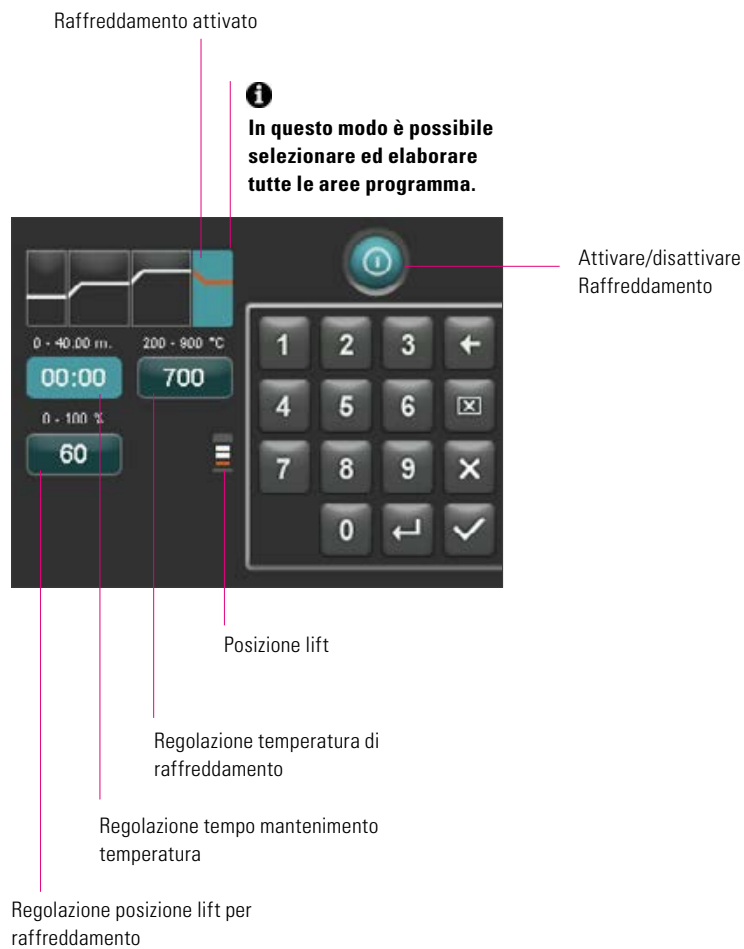 Raffreddamento attivato
In questo modo è possibile
selezionare ed elaborare
tutte le aree programma.
Attivare/disattivare
Raffreddamento
0 - 40.00 m.
200 - 900 °C
00:00
700
0 - 100 %
60
1 2 3
4 5 6
7 8 9
0
Posizione lift
Regolazione temperatura di
raffreddamento
Regolazione tempo mantenimento
temperatura
Regolazione posizione lift per
raffreddamento